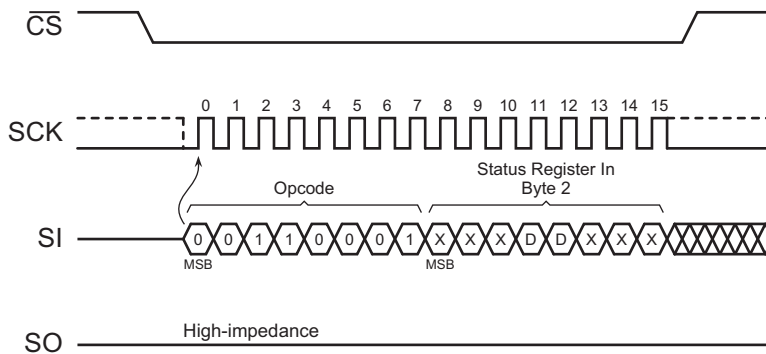 CS
0 1 2 3 4 5 6 7 8 9 10 11 12 13 14 15
SCK
Status Register In
Opcode Byte 2
SI 0 0 1 1 0 0 0 1 X X X D D X X X
MSB MSB
High-impedance
SO